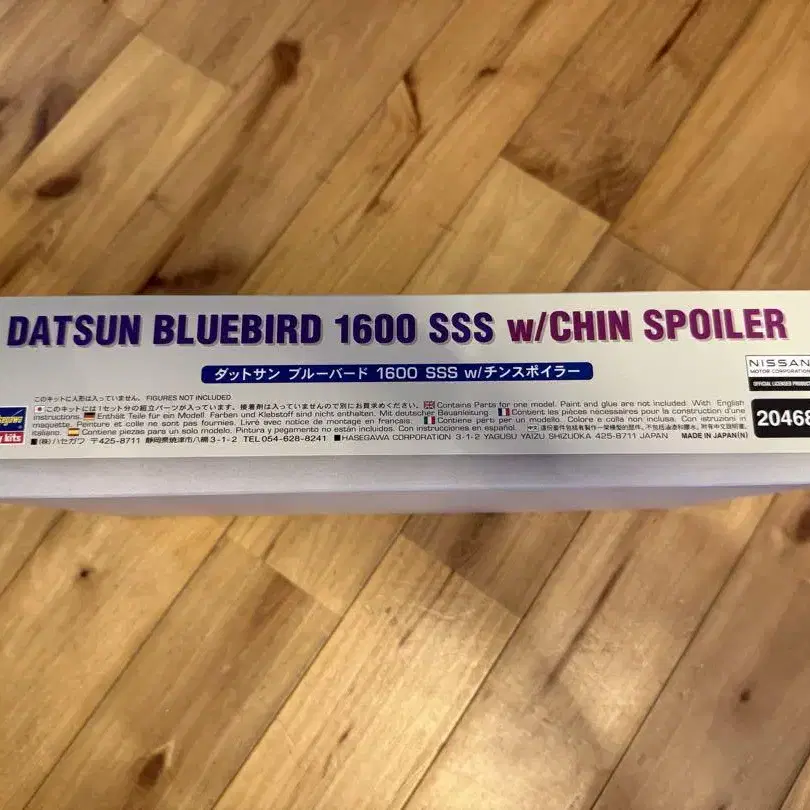 DATSUN BLUEBIRD 1600 SSS w/CHIN SPOILER
ダットサン ブルーバード 1600 SSS w/チンスポイラー
NISSAN
MOTOR CORPORATION
OFFICIAL LICENSED
20468
このキットに人形は入っていません。 FIGURES NOT INCLUDED.
このキットには1セット分の組立パーツが入っています。接着剤は入っていませんので別にお買求めください。 Contains Parts for one model. Paint and glue are not included. With English
instructions. Enthält Teile für ein Modell. Farben und Klebstoff sind nicht enthalten. Mit deutscher Bauanleitung. Contient les pièces nécessaires pour la construction d'une
maquette. Peinture et colle ne sont pas fournies. Livré avec notice de montage en français. Contiene parti per un modello. Colore e colla non inclusa. Con istruzioni in
italiano. Contiene piezas para un solo modelo. Pintura y pegamento no están incluidos. Con instrucciones en español.
■(株)ハセガワ 〒425-8711 静岡県焼津市八楠3-1-2 TEL 054-628-8241 ■HASEGAWA CORPORATION 3-1-2 YAGUSU YAIZU SHIZUOKA 425-8711 JAPAN MADE IN JAPAN(N)
kits